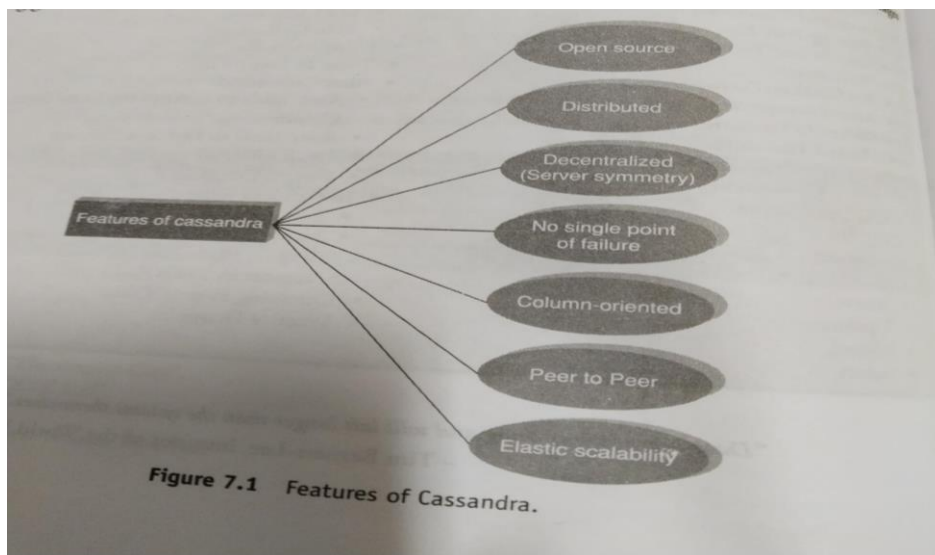 Open source
Distributed
Decentralized
(Server symmetry)
Features of cassandra
No single point
of failure
Column-oriented
Peer to Peer
Elastic scalability
Figure 7.1 Features of Cassandra.